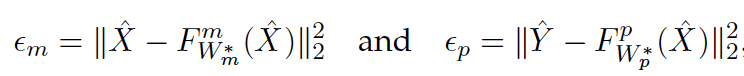 ϵ_m = ‖X̂ − F^m_{W^*_m}(X̂)‖^2_2 and ϵ_p = ‖Ŷ − F^p_{W^*_p}(X̂)‖^2_2,